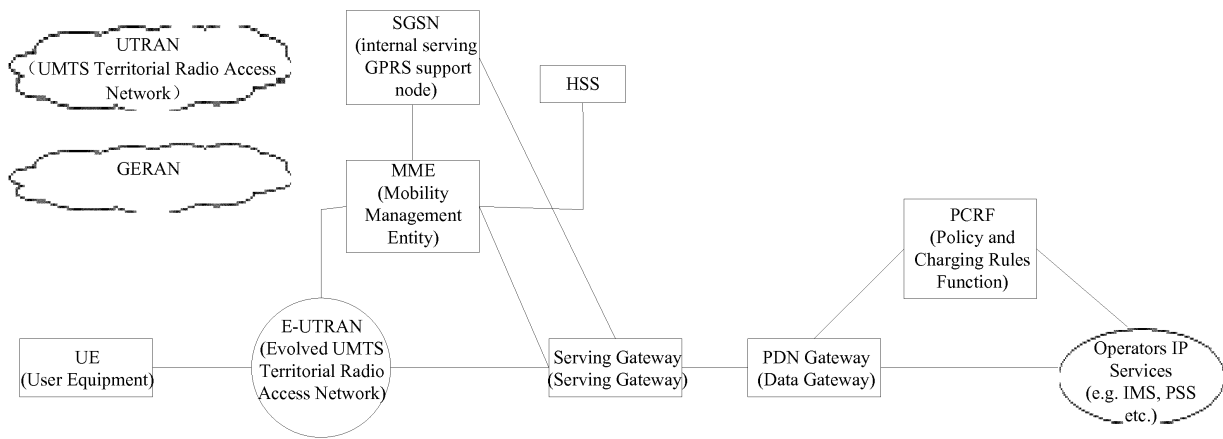 UTRAN
（UMTS Territorial Radio Access
Network）
SGSN
(internal serving
GPRS support
node)
HSS
GERAN
MME
(Mobility
Management
Entity)
PCRF
(Policy and
Charging Rules
Function)
UE
(User Equipment)
E-UTRAN
(Evolved UMTS
Territorial Radio
Access Network)
Serving Gateway
(Serving Gateway)
PDN Gateway
(Data Gateway)
Operators IP
Services
(e.g. IMS, PSS
etc.)